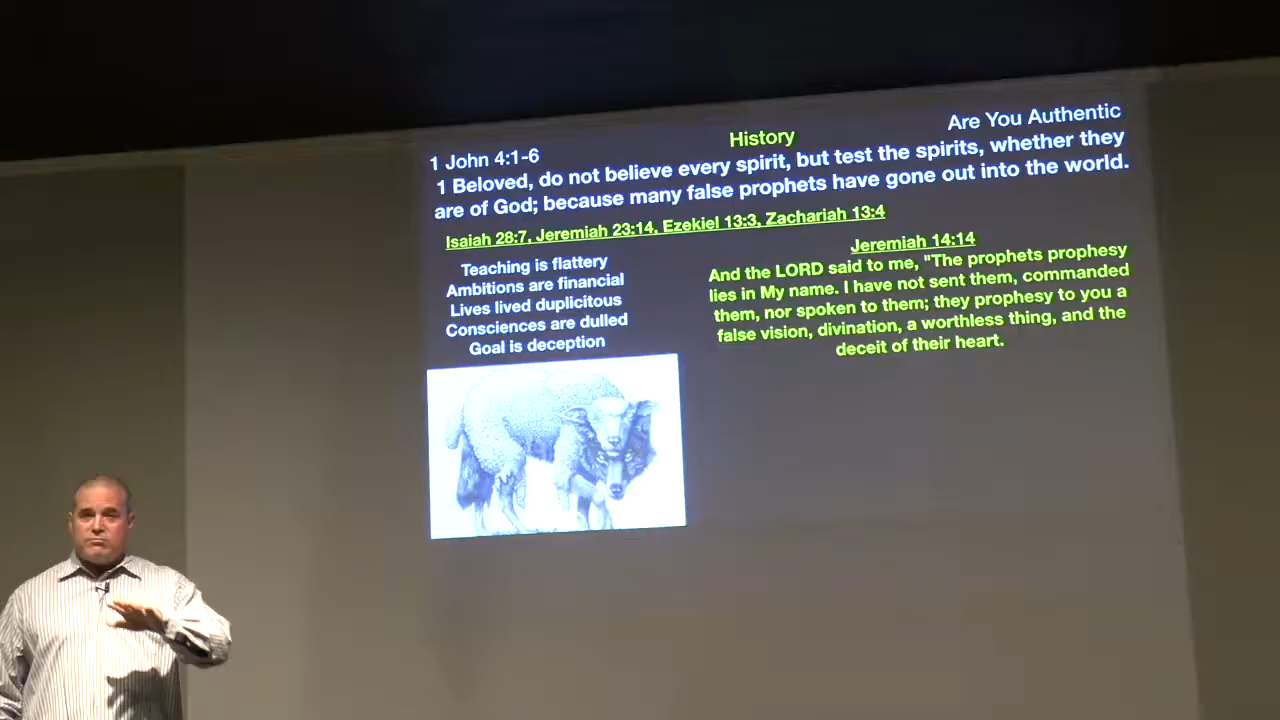 Are You Authentic
History
1 John 4:1-6
1 Beloved, do not believe every spirit, but test the spirits, whether they
are of God; because many false prophets have gone out into the world.
Isaiah 28:7, Jeremiah 23:14, Ezekiel 13:3, Zachariah 13:4
Teaching is flattery
Ambitions are financial
Lives lived duplicitous
Consciences are dulled
Goal is deception
Jeremiah 14:14
And the LORD said to me, "The prophets prophesy
lies in My name. I have not sent them, commanded
them, nor spoken to them; they prophesy to you a
false vision, divination, a worthless thing, and the
deceit of their heart.